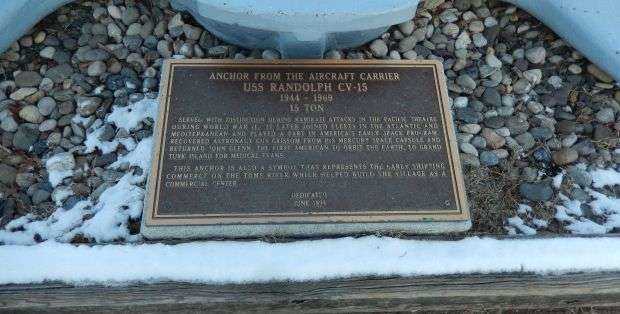 ANCHOR FROM THE AIRCRAFT CARRIER
USS RANDOLPH CV-15
1944 - 1969
15 TON
SERVED WITH DISTINCTION DURING KAMIKAZE ATTACKS IN THE PACIFIC THEATRE
DURING WORLD WAR II. IT LATER JOINED FLEETS IN THE ATLANTIC AND
MEDITERRANEAN AND PLAYED A PART IN AMERICA'S EARLY SPACE PROGRAM.
RECOVERED ASTRONAUT GUS GRISSOM FROM HIS MERCURY SPACE CAPSULE AND
RETURNED JOHN GLENN, THE FIRST AMERICAN TO ORBIT THE EARTH, TO GRAND
TURK ISLAND FOR MEDICAL EXAMS.
THIS ANCHOR IS ALSO A SYMBOL THAT REPRESENTS THE EARLY SHIPPING
COMMERCE ON THE TOMS RIVER WHICH HELPED BUILD THE VILLAGE AS A
COMMERCIAL CENTER.
DEDICATED
JUNE